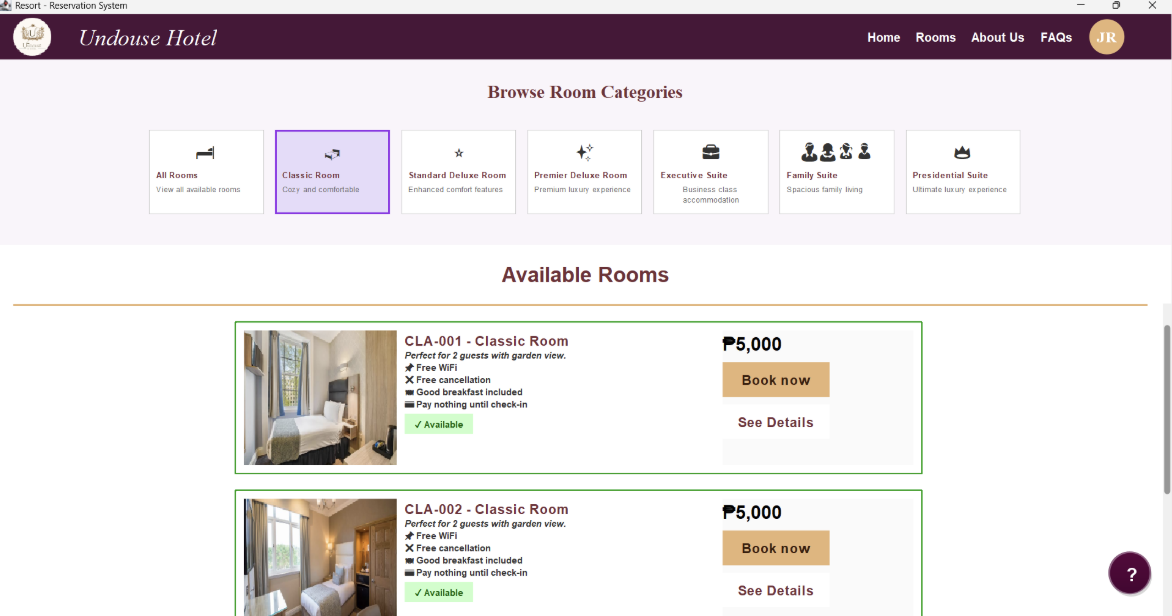 Resort - Reservation System
Undouse Hotel
Home Rooms About Us FAQs JR
Browse Room Categories
All Rooms
View all available rooms
Classic Room
Cozy and comfortable
Standard Deluxe Room
Enhanced comfort features
Premier Deluxe Room
Premium luxury experience
Executive Suite
Business class
accommodation
Family Suite
Spacious family living
Presidential Suite
Ultimate luxury experience
Available Rooms
CLA-001 - Classic Room
Perfect for 2 guests with garden view.
Free WiFi
Free cancellation
Good breakfast included
Pay nothing until check-in
✓ Available
₱5,000
Book now
See Details
CLA-002 - Classic Room
Perfect for 2 guests with garden view.
Free WiFi
Free cancellation
Good breakfast included
Pay nothing until check-in
✓ Available
₱5,000
Book now
See Details
?